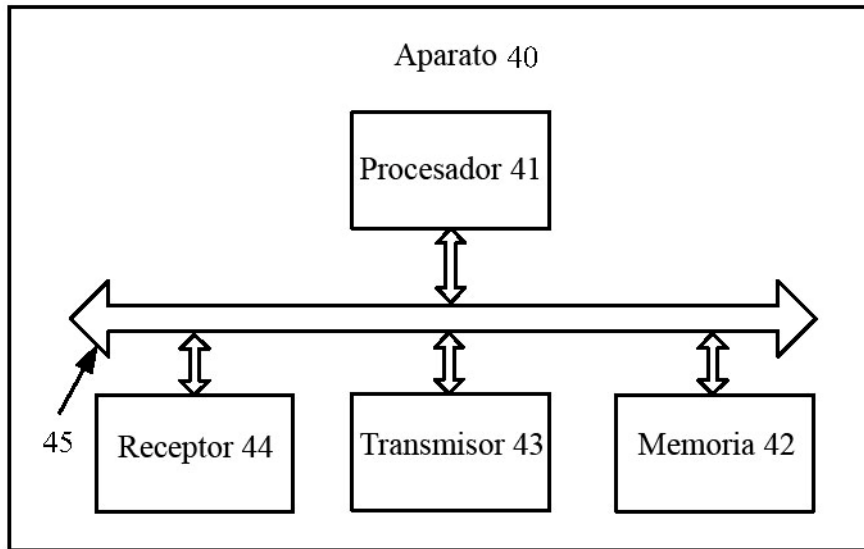 Aparato 40
Procesador 41
45
Receptor 44
Transmisor 43
Memoria 42